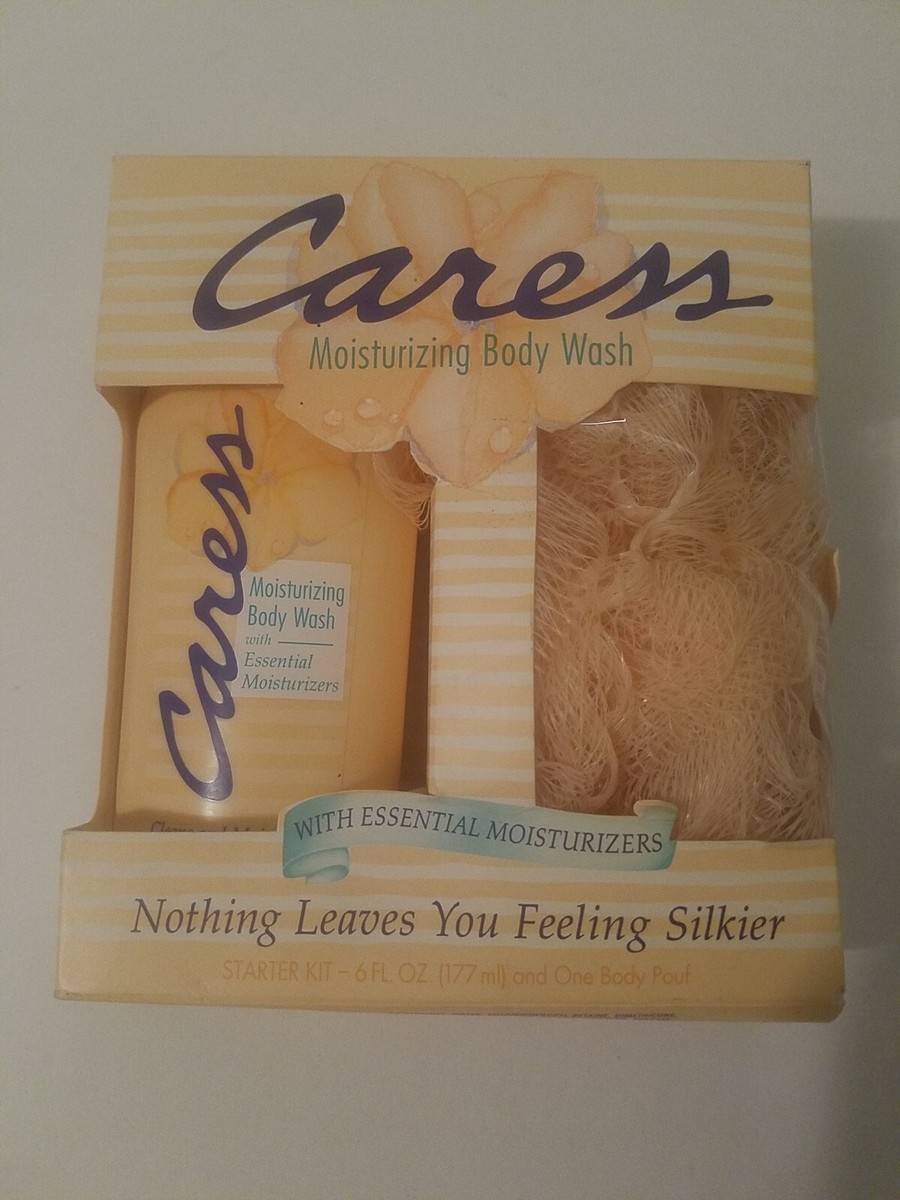 Caress
Moisturizing Body Wash
Caress
Moisturizing
Body Wash
with
Essential
Moisturizers
WITH ESSENTIAL MOISTURIZERS
Nothing Leaves You Feeling Silkier
STARTER KIT – 6 FL. OZ. (177 ml) and One Body Pouf